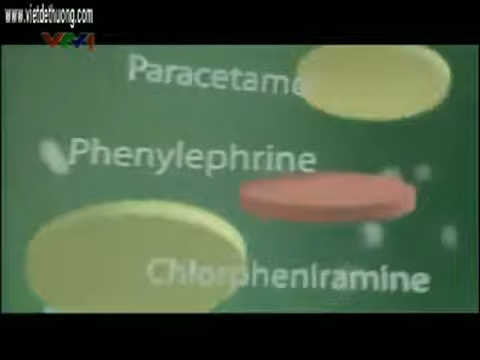 www.vietdethuong.com
VTV1
Paracetamo
Phenylephrine
Chlorpheniramine